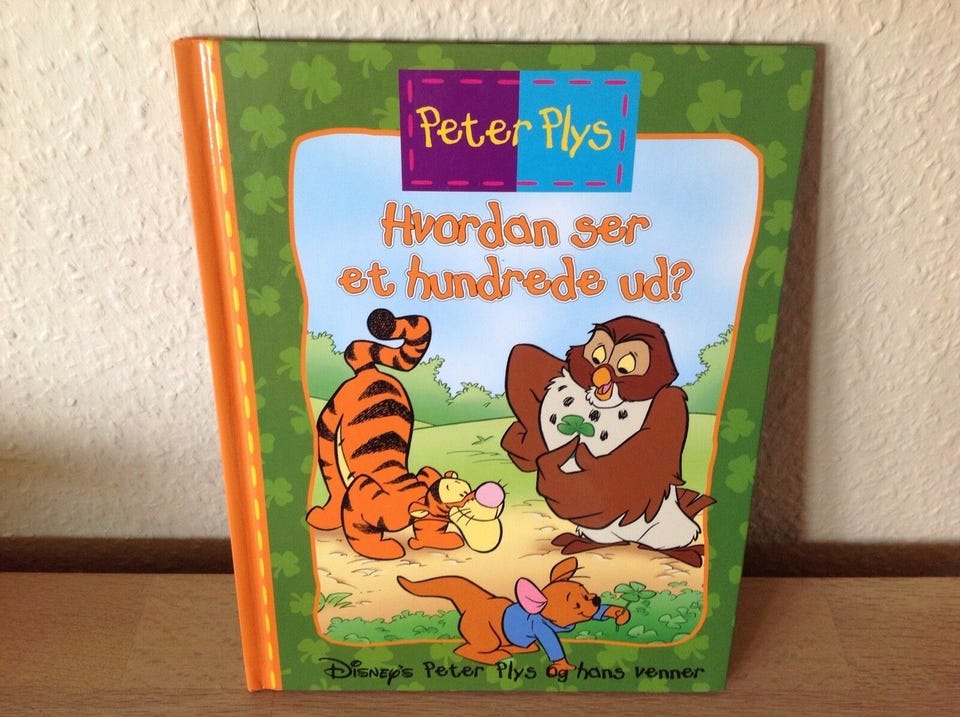 Peter Plys
Hvordan ser
et hundrede ud?
Disney's Peter Plys og hans venner